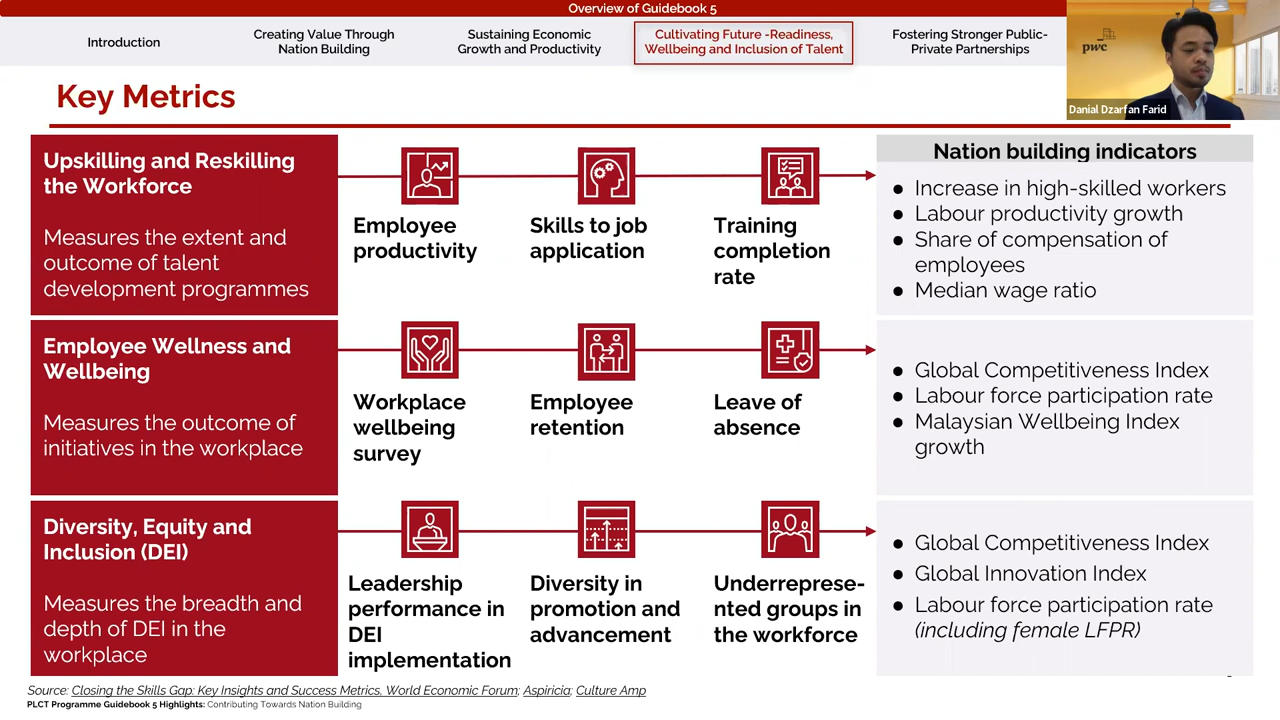 Overview of Guidebook 5
Introduction
Creating Value Through
Nation Building
Sustaining Economic
Growth and Productivity
Cultivating Future -Readiness,
Wellbeing and Inclusion of Talent
Fostering Stronger Public-
Private Partnerships
pwc
Danial Dzarfan Farid
Key Metrics
Upskilling and Reskilling
the Workforce
Measures the extent and
outcome of talent
development programmes
Employee
productivity
Skills to job
application
Training
completion
rate
Nation building indicators
● Increase in high-skilled workers
● Labour productivity growth
● Share of compensation of
employees
● Median wage ratio
Employee Wellness and
Wellbeing
Measures the outcome of
initiatives in the workplace
Workplace
wellbeing
survey
Employee
retention
Leave of
absence
● Global Competitiveness Index
● Labour force participation rate
● Malaysian Wellbeing Index
growth
Diversity, Equity and
Inclusion (DEI)
Measures the breadth and
depth of DEI in the
workplace
Leadership
performance in
DEI
implementation
Diversity in
promotion and
advancement
Underreprese-
nted groups in
the workforce
● Global Competitiveness Index
● Global Innovation Index
● Labour force participation rate
(including female LFPR)
Source: Closing the Skills Gap: Key Insights and Success Metrics, World Economic Forum; Aspiricia; Culture Amp
PLCT Programme Guidebook 5 Highlights: Contributing Towards Nation Building